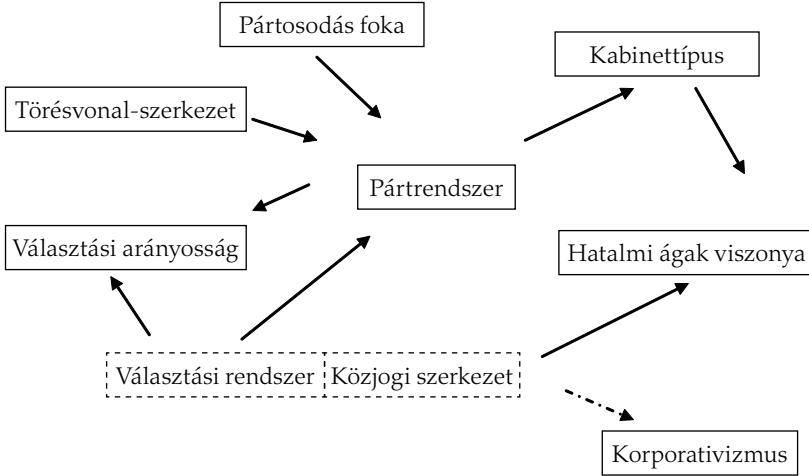 Pártosodás foka
Kabinettípus
Törésvonal-szerkezet
Pártrendszer
Választási arányosság
Hatalmi ágak viszonya
Választási rendszer
Közjogi szerkezet
Korporativizmus